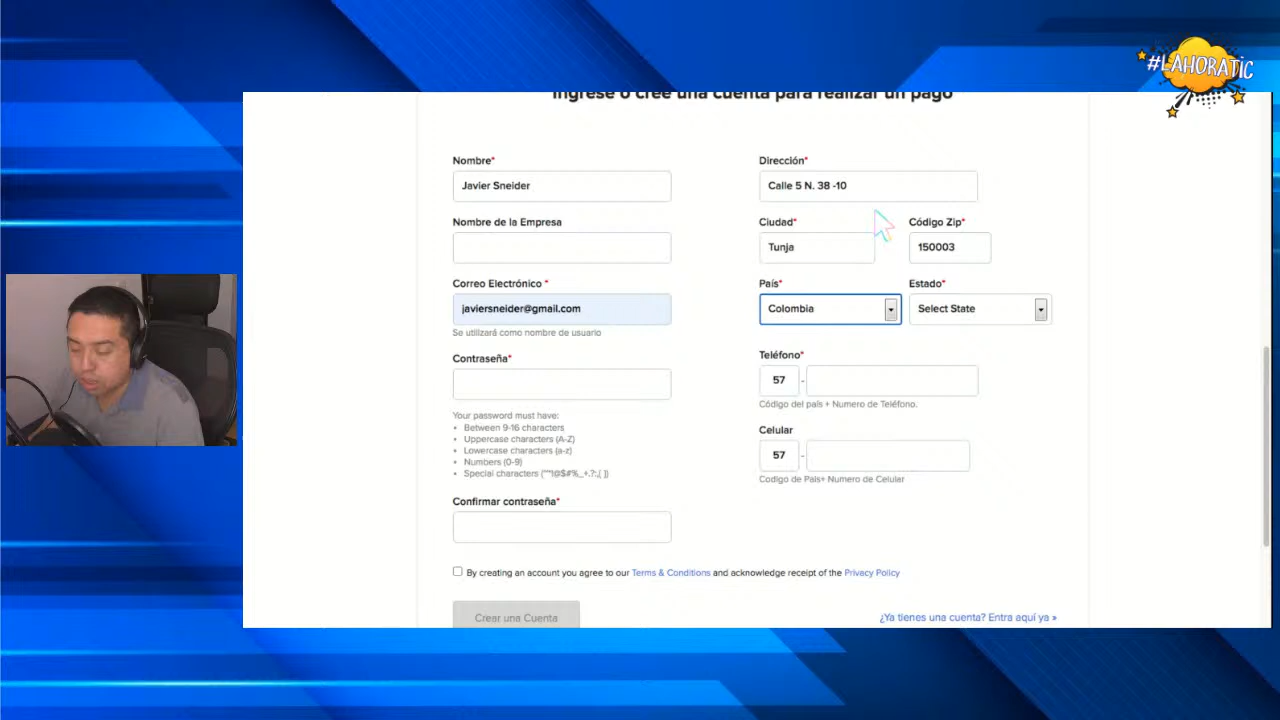 #LAHORATIC
Ingrese o cree una cuenta para realizar un pago
Nombre*
Javier Sneider
Nombre de la Empresa
Correo Electrónico *
javiersneider@gmail.com
Se utilizará como nombre de usuario
Contraseña*
Your password must have:
• Between 9-16 characters
• Uppercase characters (A-Z)
• Lowercase characters (a-z)
• Numbers (0-9)
Confirmar contraseña*
Dirección*
Calle 5 N. 38 -10
Ciudad*
Código Zip*
Tunja
150003
País*
Estado*
Colombia
Select State
Teléfono*
57 -
Código del país + Numero de Teléfono.
Celular
57 -
Codigo de País+ Numero de Celular
By creating an account you agree to our Terms & Conditions and acknowledge receipt of the Privacy Policy
Crear una Cuenta
¿Ya tienes una cuenta? Entra aquí ya »